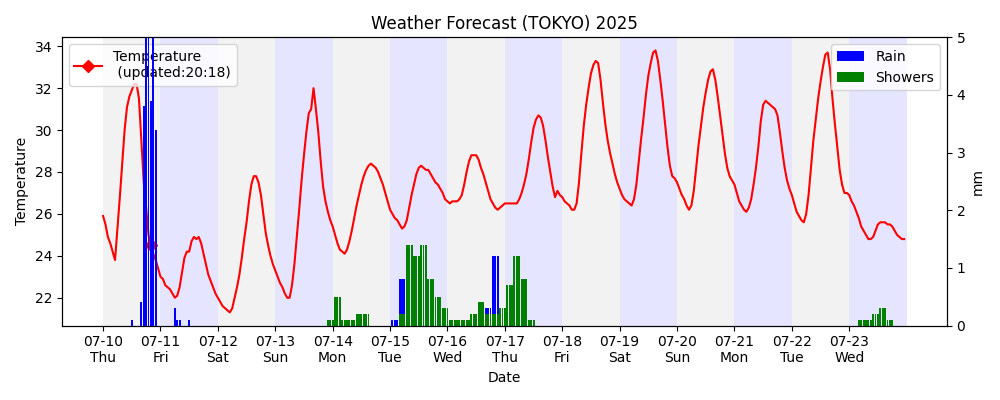 Weather Forecast (TOKYO) 2025
Temperature
(updated:20:18)
Rain
Showers
34
32
30
28
26
24
22
Temperature
5
4
3
2
1
0
mm
07-10 07-11 07-12 07-13 07-14 07-15 07-16 07-17 07-18 07-19 07-20 07-21 07-22 07-23
Thu Fri Sat Sun Mon Tue Wed Thu Fri Sat Sun Mon Tue Wed
Date